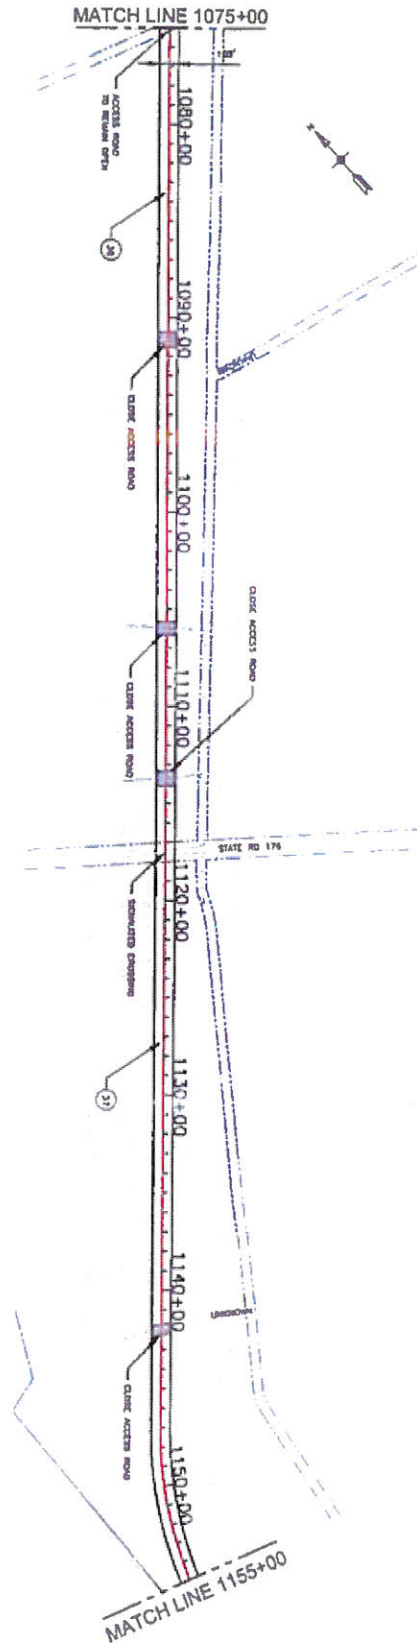 MATCH LINE 1075+00
ACCESS ROAD
TO REMAIN OPEN
1080+00
36
1090+00
CLOSE ACCESS ROAD
1100+00
CLOSE ACCESS ROAD
CLOSE ACCESS ROAD
1110+00
STATE RD 176
SIGNALISED CROSSING
1120+00
37
1130+00
1140+00
CLOSE ACCESS ROAD
1150+00
MATCH LINE 1155+00